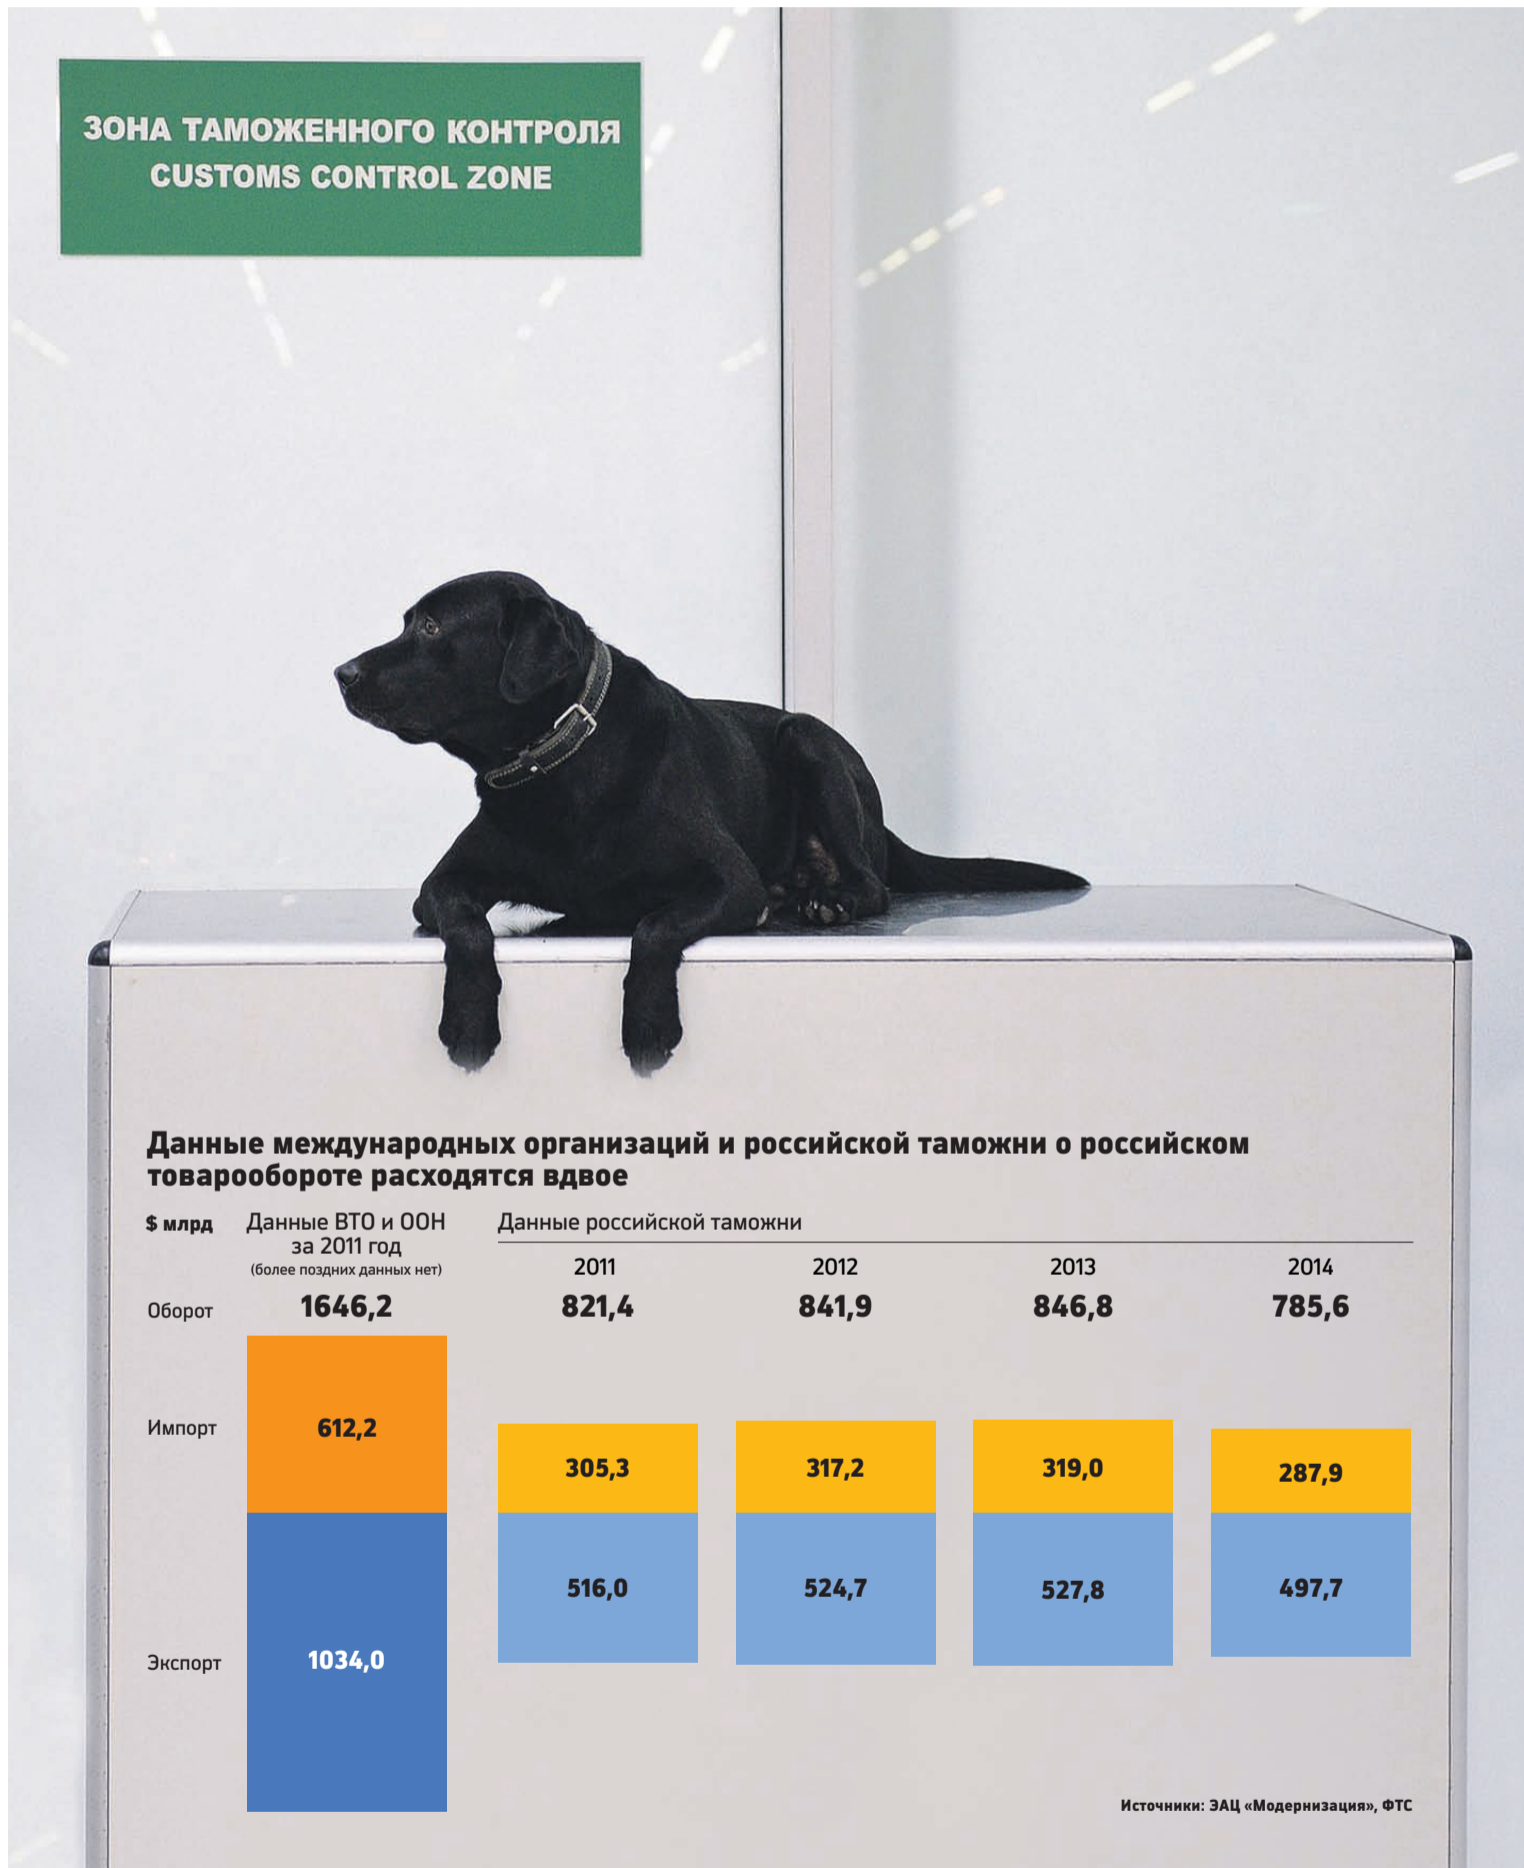 ЗОНА ТАМОЖЕННОГО КОНТРОЛЯ
CUSTOMS CONTROL ZONE
Данные международных организаций и российской таможни о российском
товарообороте расходятся вдвое
$ млрд
Данные ВТО и ООН
за 2011 год
(более поздних данных нет)
Данные российской таможни
2011 2012 2013 2014
Оборот 1646,2 821,4 841,9 846,8 785,6
Импорт 612,2 305,3 317,2 319,0 287,9
516,0 524,7 527,8 497,7
Экспорт 1034,0
Источники: ЭАЦ «Модернизация», ФТС